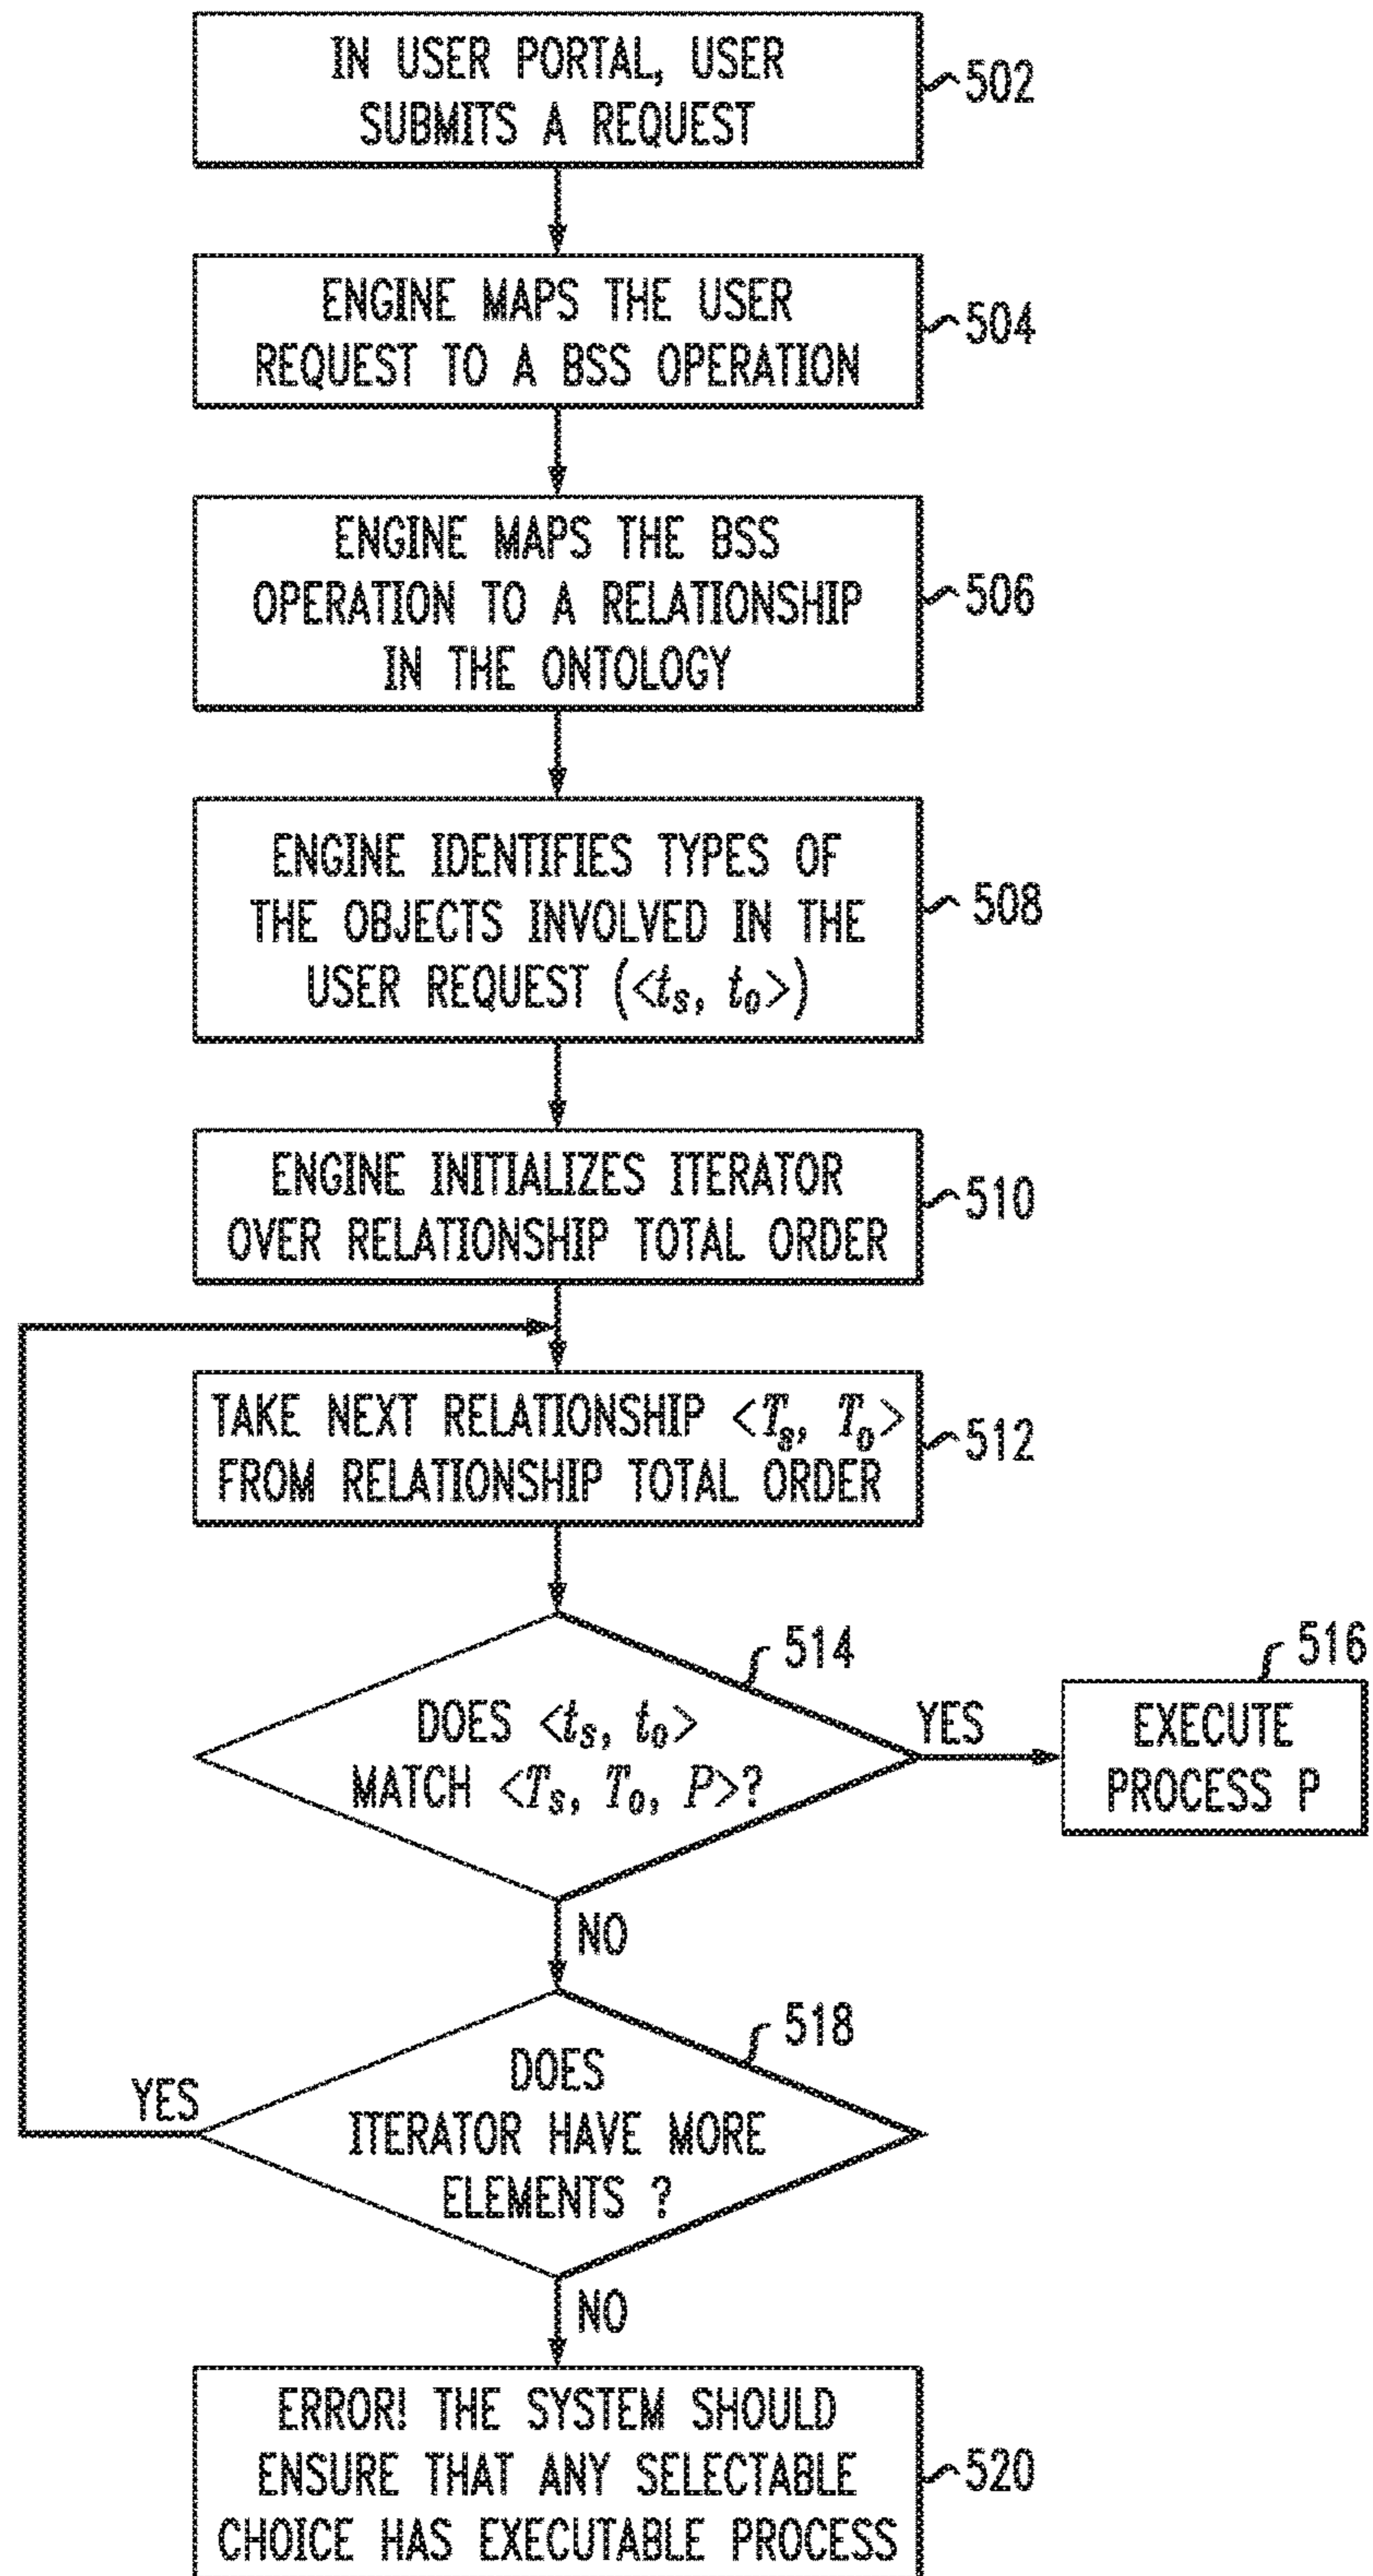 IN USER PORTAL, USER
SUBMITS A REQUEST
502
ENGINE MAPS THE USER
REQUEST TO A BSS OPERATION
504
ENGINE MAPS THE BSS
OPERATION TO A RELATIONSHIP
IN THE ONTOLOGY
506
ENGINE IDENTIFIES TYPES OF
THE OBJECTS INVOLVED IN THE
USER REQUEST (<ts, to>)
508
ENGINE INITIALIZES ITERATOR
OVER RELATIONSHIP TOTAL ORDER
510
TAKE NEXT RELATIONSHIP <Ts, To>
FROM RELATIONSHIP TOTAL ORDER
512
514
DOES <ts, to>
MATCH <Ts, To, P>?
YES
516
EXECUTE
PROCESS P
NO
518
DOES
ITERATOR HAVE MORE
ELEMENTS ?
YES
NO
ERROR! THE SYSTEM SHOULD
ENSURE THAT ANY SELECTABLE
CHOICE HAS EXECUTABLE PROCESS
520